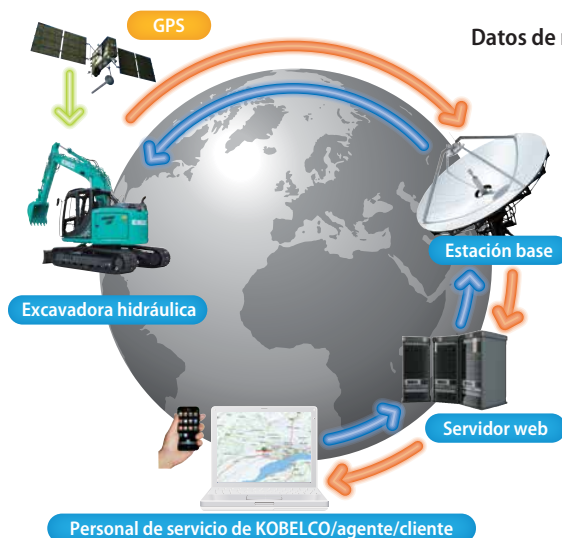 GPS
Datos de
Estación base
Excavadora hidráulica
Servidor web
Personal de servicio de KOBELCO/agente/cliente